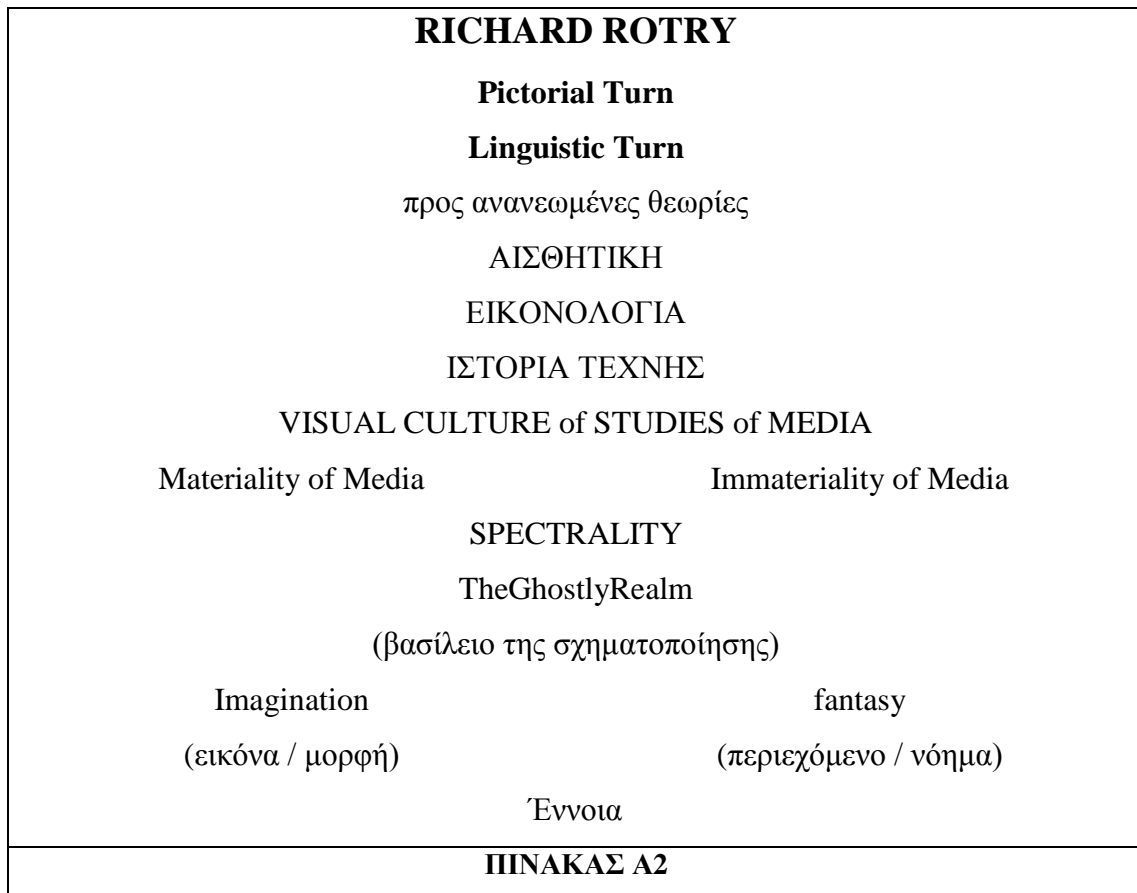 RICHARD ROTRY
Pictorial Turn
Linguistic Turn
προς ανανεωμένες θεωρίες
ΑΙΣΘΗΤΙΚΗ
ΕΙΚΟΝΟΛΟΓΙΑ
ΙΣΤΟΡΙΑ ΤΕΧΝΗΣ
VISUAL CULTURE of STUDIES of MEDIA
Materiality of Media Immateriality of Media
SPECTRALITY
TheGhostlyRealm
(βασίλειο της σχηματοποίησης)
Imagination fantasy
(εικόνα / μορφή) (περιεχόμενο / νόημα)
Έννοια
ΠΙΝΑΚΑΣ Α2